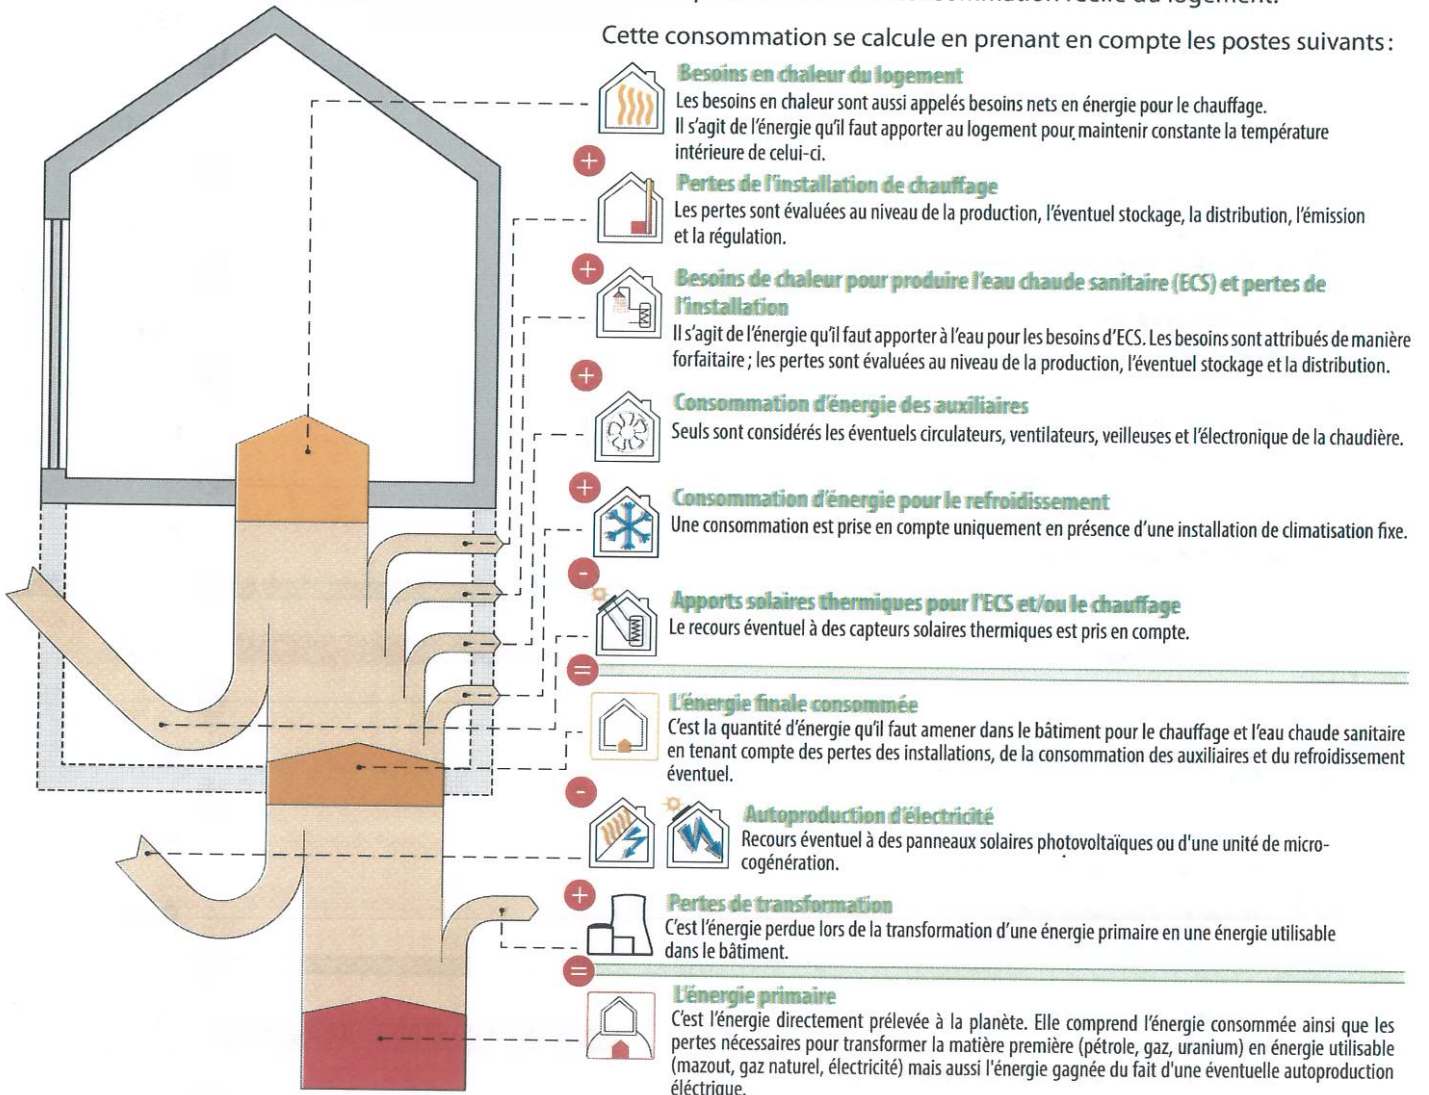 logement.
Cette consommation se calcule en prenant en compte les postes suivants :
Besoins en chaleur du logement
Les besoins en chaleur sont aussi appelés besoins nets en énergie pour le chauffage.
Il s'agit de l'énergie qu'il faut apporter au logement pour maintenir constante la température
intérieure de celui-ci.
+
Pertes de l'installation de chauffage
Les pertes sont évaluées au niveau de la production, l'éventuel stockage, la distribution, l'émission
et la régulation.
+
Besoins de chaleur pour produire l'eau chaude sanitaire (ECS) et pertes de
l'installation
Il s'agit de l'énergie qu'il faut apporter à l'eau pour les besoins d'ECS. Les besoins sont attribués de manière
forfaitaire ; les pertes sont évaluées au niveau de la production, l'éventuel stockage et la distribution.
+
Consommation d'énergie des auxiliaires
Seuls sont considérés les éventuels circulateurs, ventilateurs, veilleuses et l'électronique de la chaudière.
+
Consommation d'énergie pour le refroidissement
Une consommation est prise en compte uniquement en présence d'une installation de climatisation fixe.
-
Apports solaires thermiques pour l'ECS et/ou le chauffage
Le recours éventuel à des capteurs solaires thermiques est pris en compte.
=
L'énergie finale consommée
C'est la quantité d'énergie qu'il faut amener dans le bâtiment pour le chauffage et l'eau chaude sanitaire
en tenant compte des pertes des installations, de la consommation des auxiliaires et du refroidissement
éventuel.
-
Autoproduction d'électricité
Recours éventuel à des panneaux solaires photovoltaïques ou d'une unité de micro-
cogénération.
+
Pertes de transformation
C'est l'énergie perdue lors de la transformation d'une énergie primaire en une énergie utilisable
dans le bâtiment.
=
L'énergie primaire
C'est l'énergie directement prélevée à la planète. Elle comprend l'énergie consommée ainsi que les
pertes nécessaires pour transformer la matière première (pétrole, gaz, uranium) en énergie utilisable
(mazout, gaz naturel, électricité) mais aussi l'énergie gagnée du fait d'une éventuelle autoproduction
éléctrique.